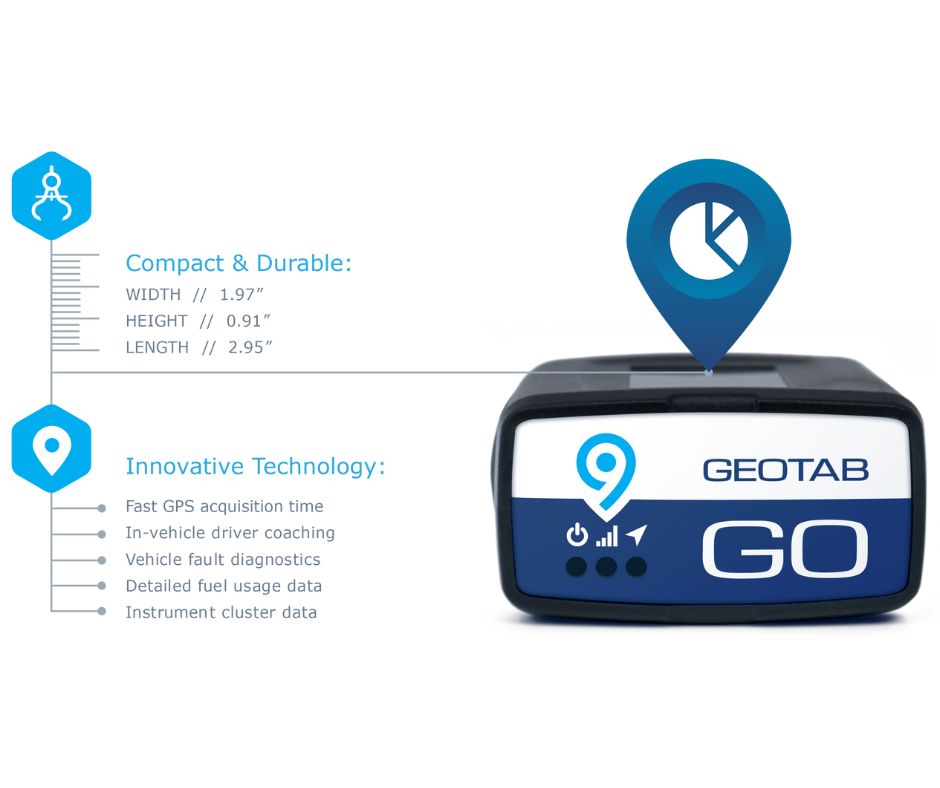 Compact & Durable:
WIDTH // 1.97”
HEIGHT // 0.91”
LENGTH // 2.95”
Innovative Technology:
Fast GPS acquisition time
In-vehicle driver coaching
Vehicle fault diagnostics
Detailed fuel usage data
Instrument cluster data
9
GEOTAB
GO